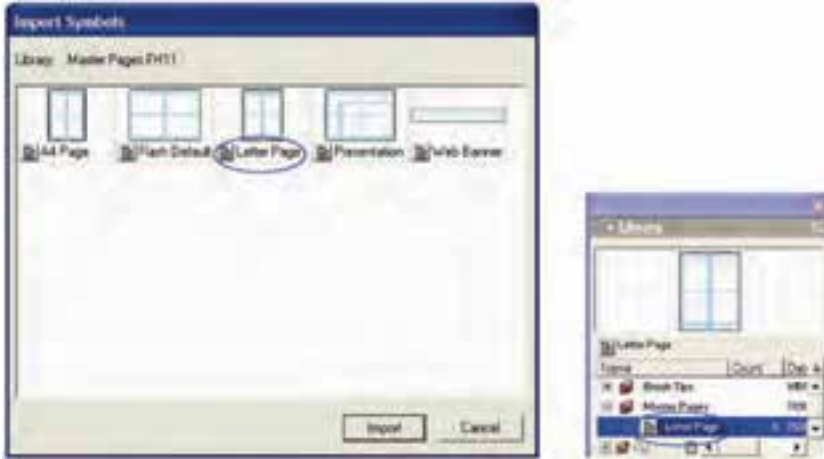 Import Symbols
Library: Master Pages FH11
A4 Page
Flash Default
Letter Page
Presentation
Web Banner
Import
Cancel
Library
Letter Page
Name
Count
Brush Tips
Master Pages
Letter Page